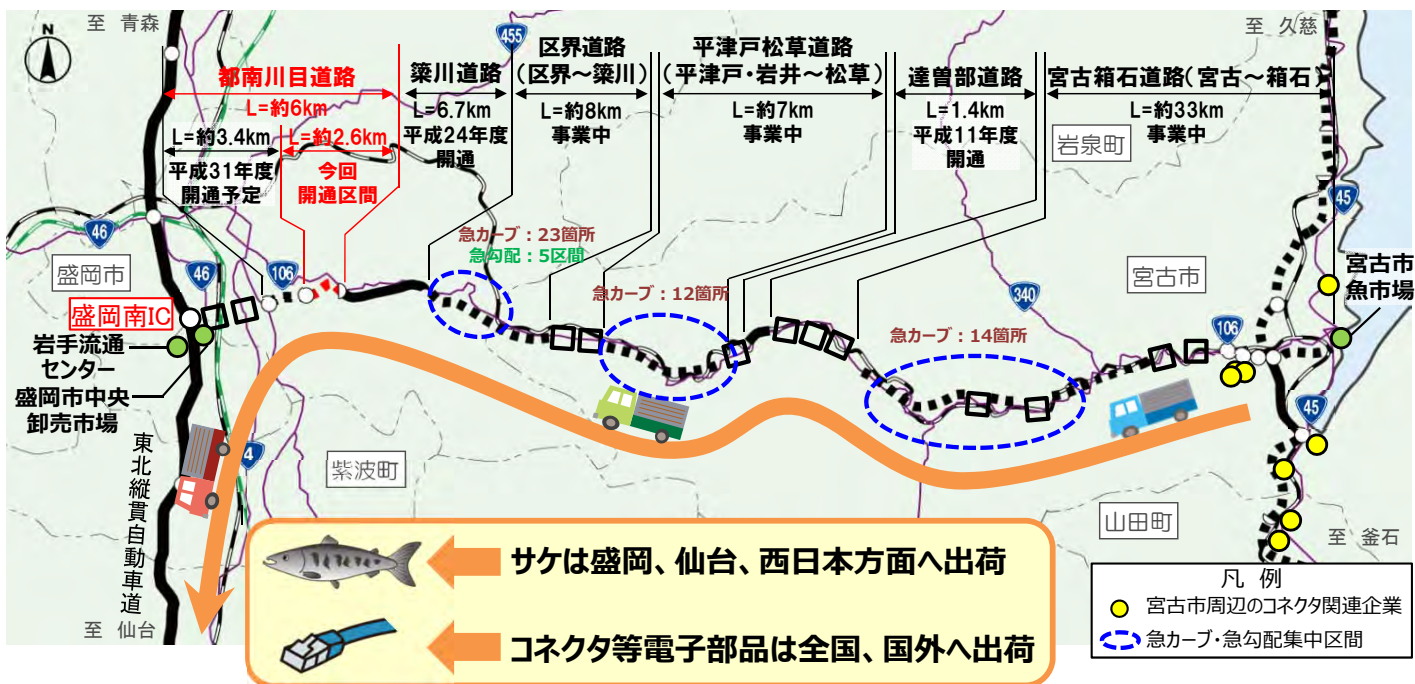 至 青森
至 久慈
N
455
都南川目道路
L=約6km
L=約3.4km
平成31年度
開通予定
L=約2.6km
今回
開通区間
簗川道路
L=6.7km
平成24年度
開通
区界道路
(区界~簗川)
L=約8km
事業中
平津戸松草道路
(平津戸・岩井~松草)
L=約7km
事業中
達曽部道路
L=1.4km
平成11年度
開通
宮古箱石道路(宮古~箱石)
L=約33km
事業中
岩泉町
45
46
盛岡市
46
106
急カーブ:23箇所
急勾配:5区間
急カーブ:12箇所
340
宮古市
宮古市
魚市場
盛岡南IC
岩手流通
センター
盛岡市中央
卸売市場
急カーブ:14箇所
106
45
東北縦貫自動車道
4
紫波町
山田町
至 釜石
至 仙台
サケは盛岡、仙台、西日本方面へ出荷
コネクタ等電子部品は全国、国外へ出荷
凡 例
宮古市周辺のコネクタ関連企業
急カーブ・急勾配集中区間